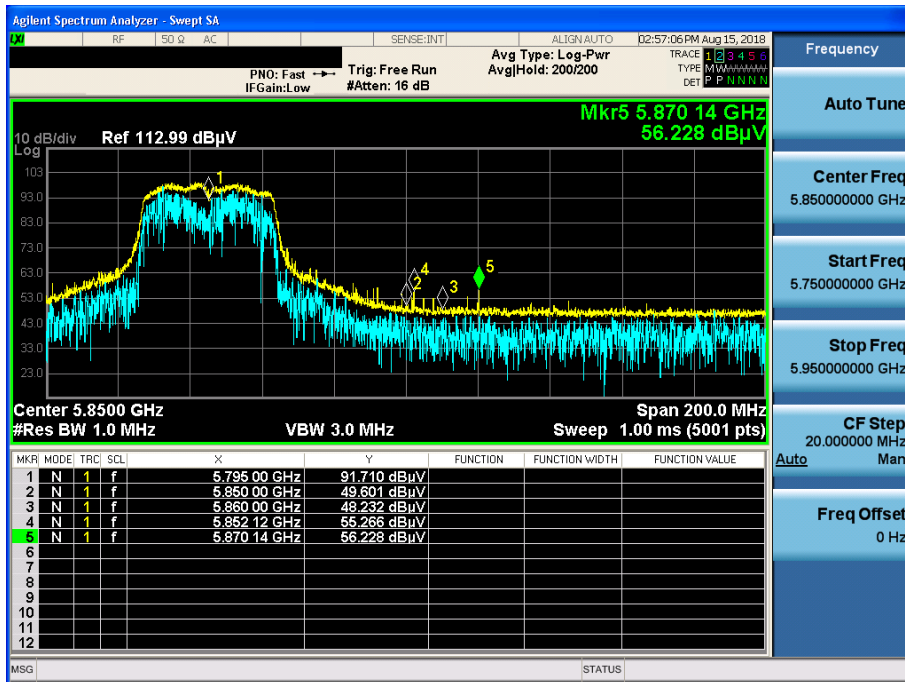 Agilent Spectrum Analyzer - Swept SA
LXI RF 50 Ω AC SENSE:INT ALIGN AUTO 02:57:06 PM Aug 15, 2018
PNO: Fast Trig: Free Run Avg Type: Log-Pwr TRACE 1 2 3 4 5 6
IFGain:Low #Atten: 16 dB Avg|Hold: 200/200 TYPE M W W W W W
DET P P N N N N
Mkr5 5.870 14 GHz
56.228 dBµV
10 dB/div Ref 112.99 dBµV
Log
103
93.0
83.0
73.0
63.0
53.0
43.0
33.0
23.0
1
2
4
3
5
Center 5.8500 GHz Span 200.0 MHz
#Res BW 1.0 MHz VBW 3.0 MHz Sweep 1.00 ms (5001 pts)
MKR MODE TRC SCL X Y FUNCTION FUNCTION WIDTH FUNCTION VALUE
1 N 1 f 5.795 00 GHz 91.710 dBµV
2 N 1 f 5.850 00 GHz 49.601 dBµV
3 N 1 f 5.860 00 GHz 48.232 dBµV
4 N 1 f 5.852 12 GHz 55.266 dBµV
5 N 1 f 5.870 14 GHz 56.228 dBµV
6
7
8
9
10
11
12
MSG STATUS
Frequency
Auto Tune
Center Freq
5.850000000 GHz
Start Freq
5.750000000 GHz
Stop Freq
5.950000000 GHz
CF Step
20.000000 MHz
Auto Man
Freq Offset
0 Hz